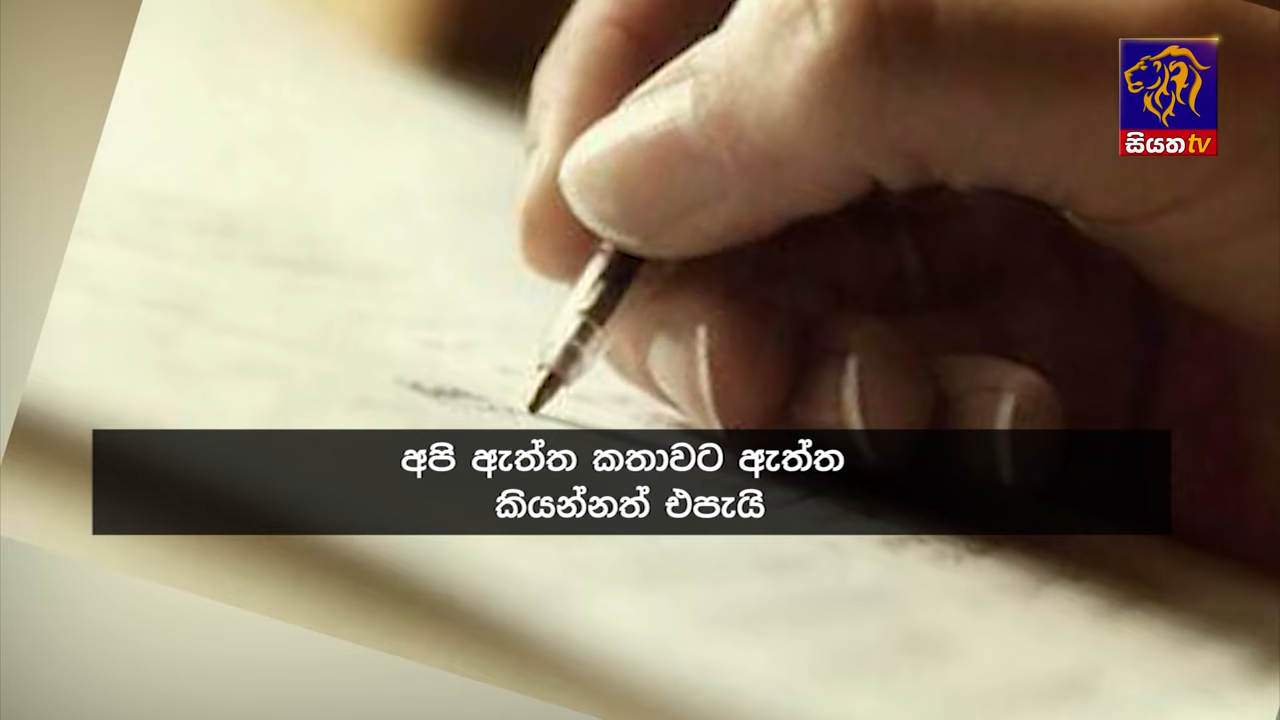 සියත tv
අපි ඇත්ත කතාවට ඇත්ත
කියන්නත් එපැයි